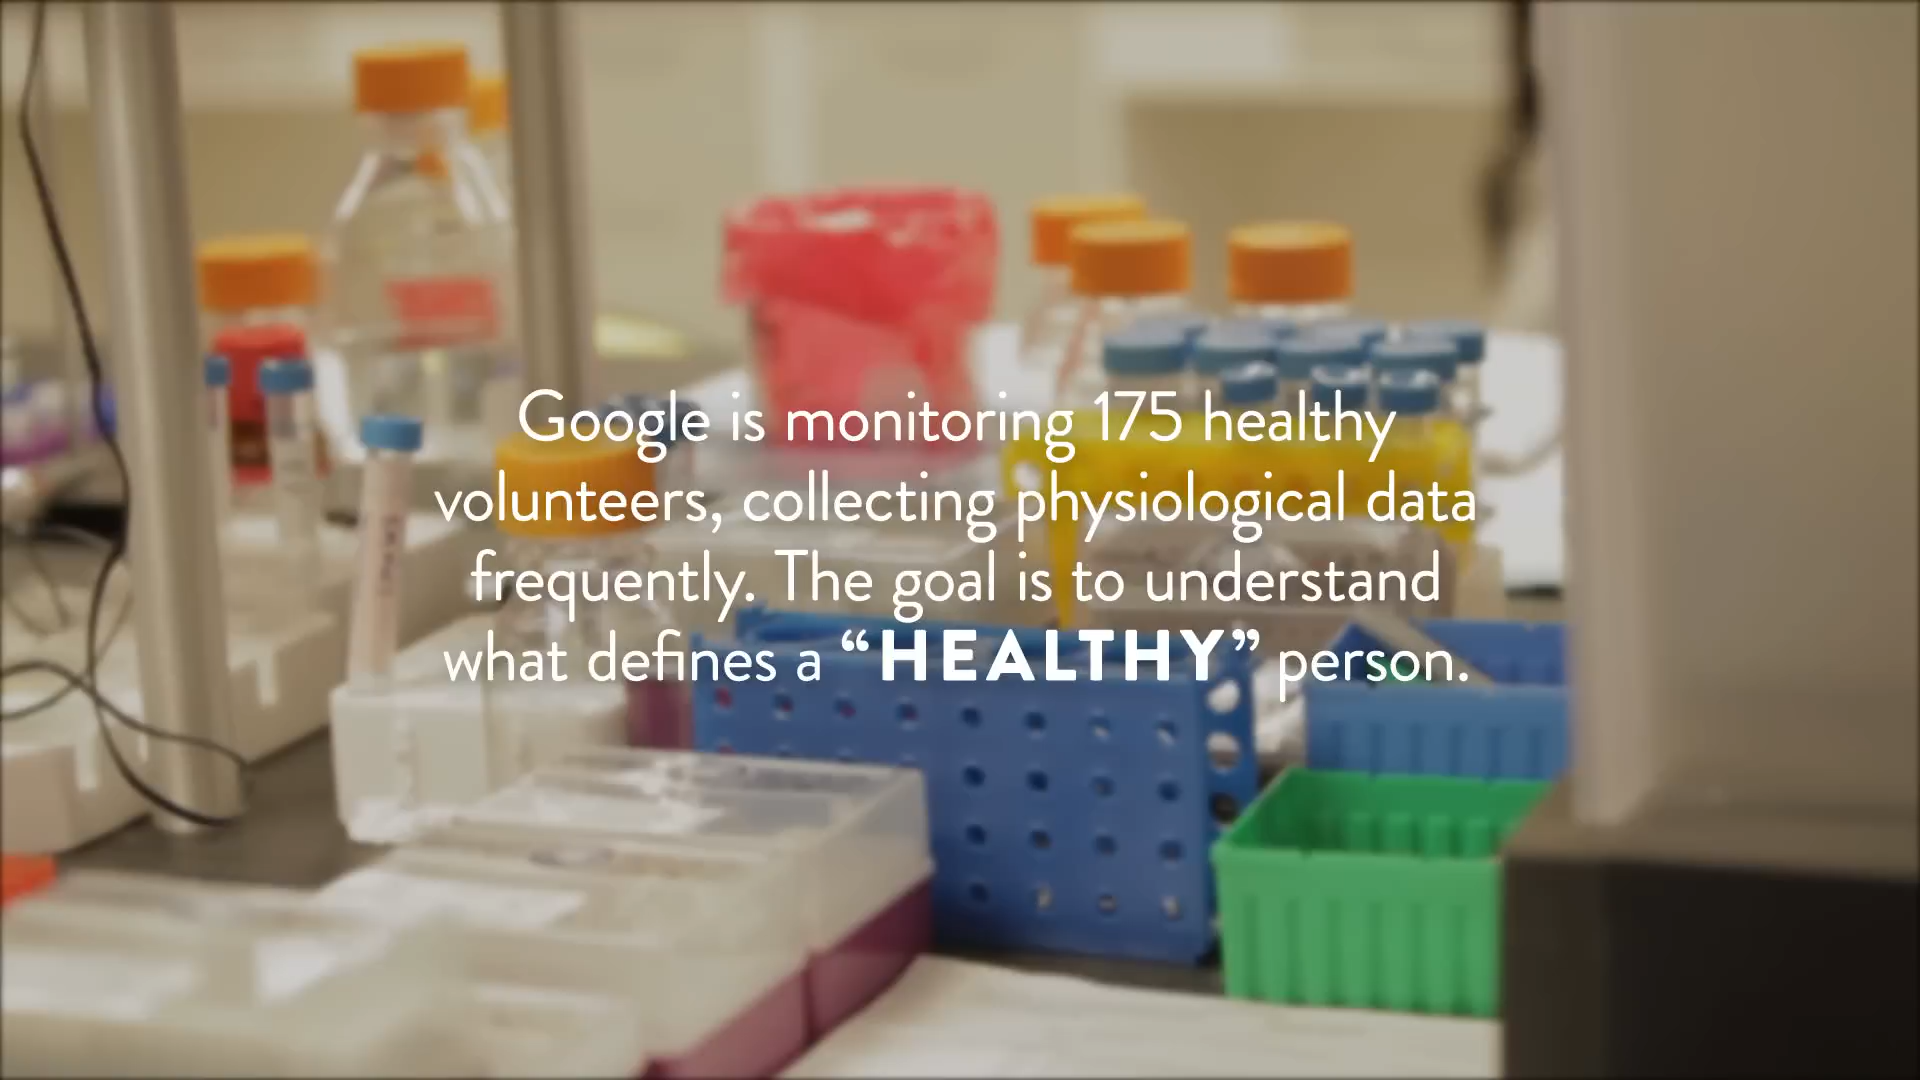 Google is monitoring 175 healthy
volunteers, collecting physiological data
frequently. The goal is to understand
what defines a “HEALTHY” person.